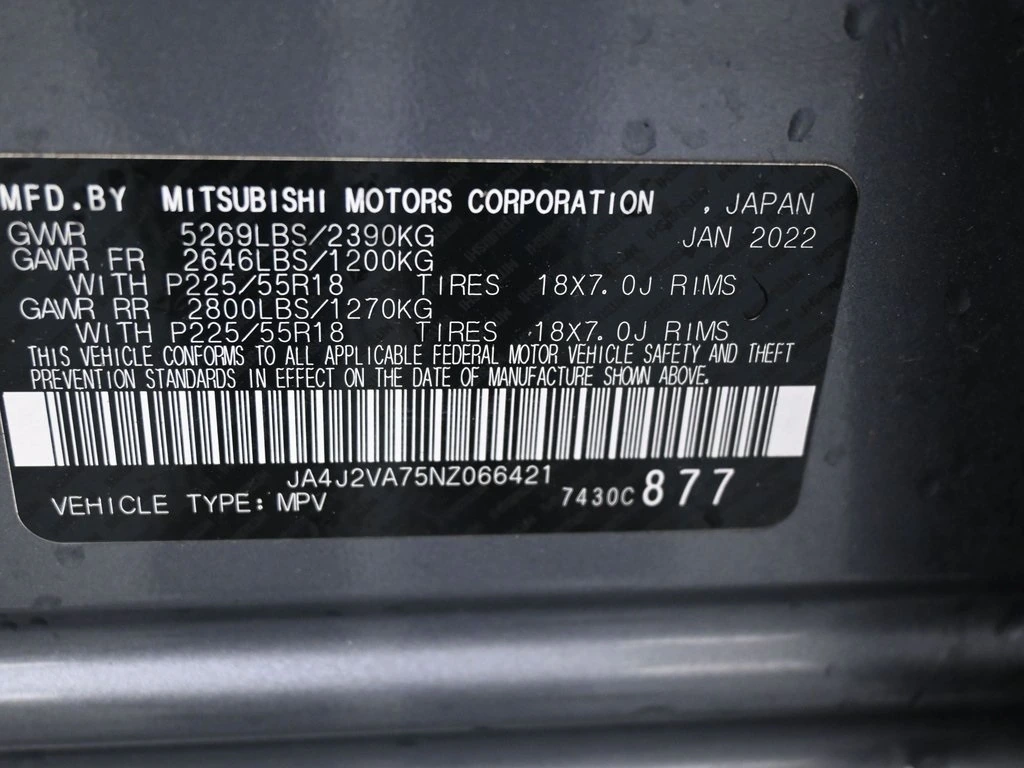 MFD.BY MITSUBISHI MOTORS CORPORATION , JAPAN
GVWR 5269LBS/2390KG JAN 2022
GAWR FR 2646LBS/1200KG
WITH P225/55R18 TIRES 18X7.0J RIMS
GAWR RR 2800LBS/1270KG
WITH P225/55R18 TIRES 18X7.0J RIMS
THIS VEHICLE CONFORMS TO ALL APPLICABLE FEDERAL MOTOR VEHICLE SAFETY AND THEFT
PREVENTION STANDARDS IN EFFECT ON THE DATE OF MANUFACTURE SHOWN ABOVE.
JA4J2VA75NZ066421
VEHICLE TYPE: MPV 7430C 877